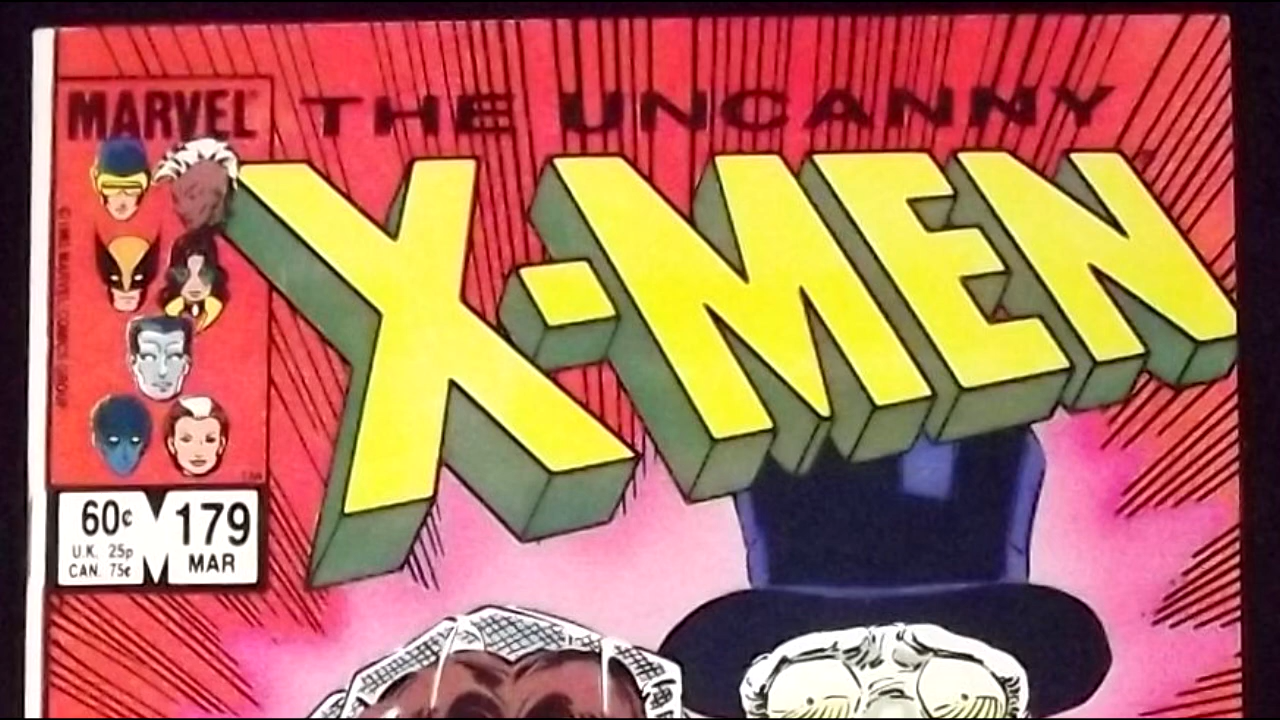 MARVEL
THE UNCANNY
X-MEN
60¢
U.K. 25p
CAN. 75¢
179
MAR